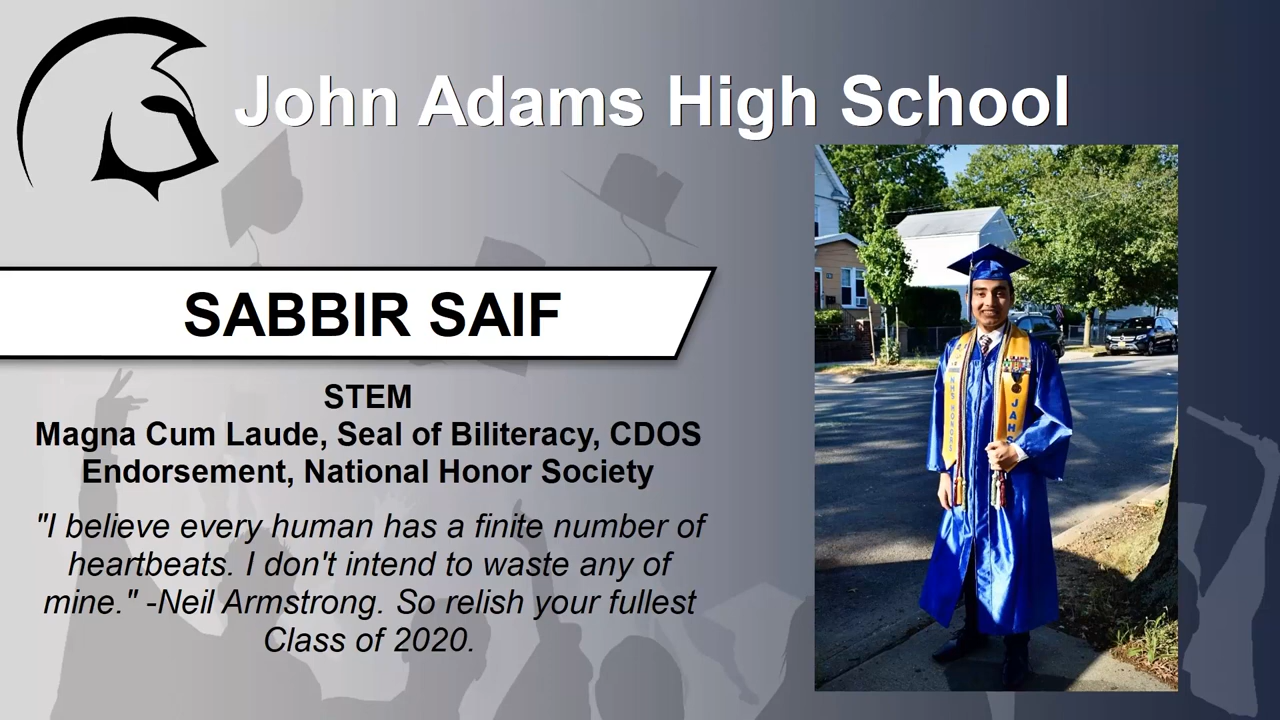 John Adams High School
SABBIR SAIF
STEM
Magna Cum Laude, Seal of Biliteracy, CDOS
Endorsement, National Honor Society
"I believe every human has a finite number of
heartbeats. I don't intend to waste any of
mine." -Neil Armstrong. So relish your fullest
Class of 2020.
JAHS